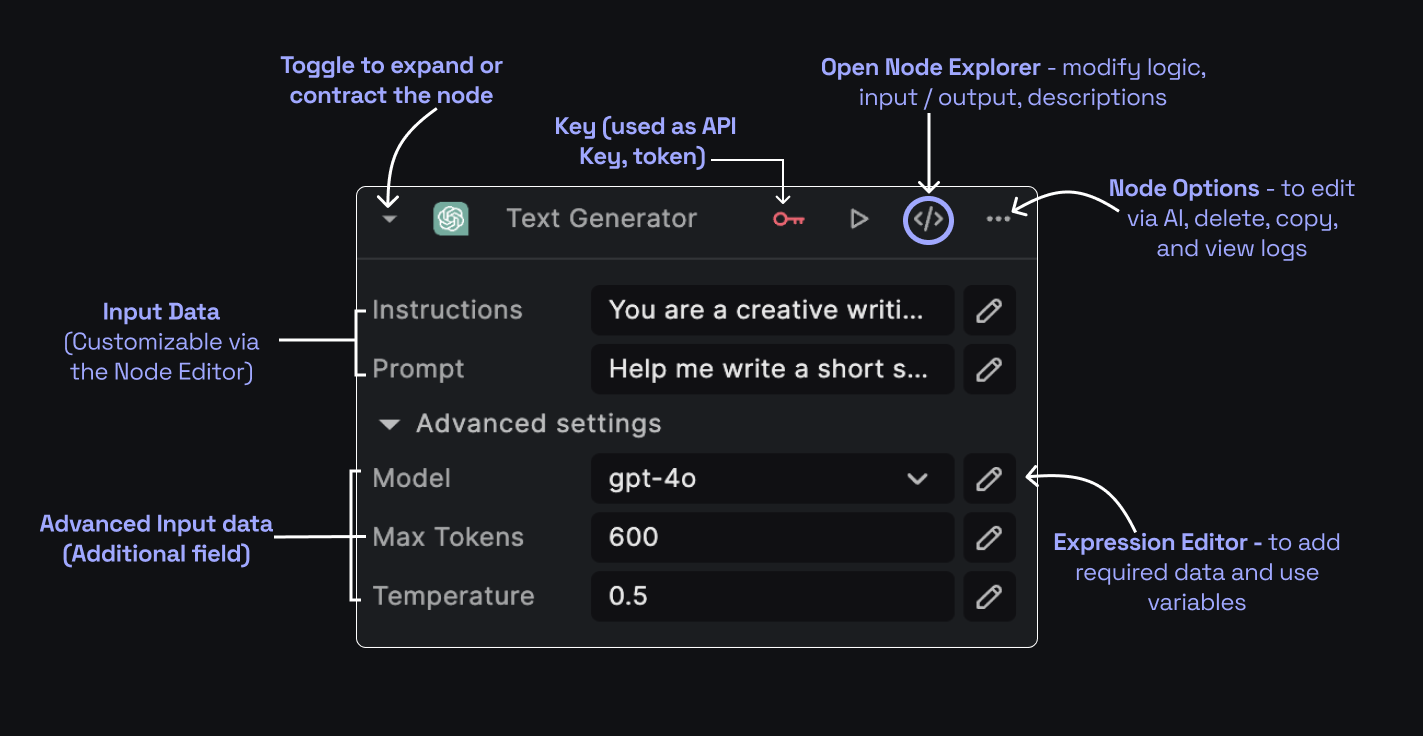 Toggle to expand or
contract the node
Open Node Explorer - modify logic,
input / output, descriptions
Key (used as API
Key, token)
Node Options - to edit
via AI, delete, copy,
and view logs
Text Generator
</>
Input Data
(Customizable via
the Node Editor)
Instructions
You are a creative writi...
Prompt
Help me write a short s...
Advanced settings
Advanced Input data
(Additional field)
Model
gpt-4o
Max Tokens
600
Temperature
0.5
Expression Editor - to add
required data and use
variables